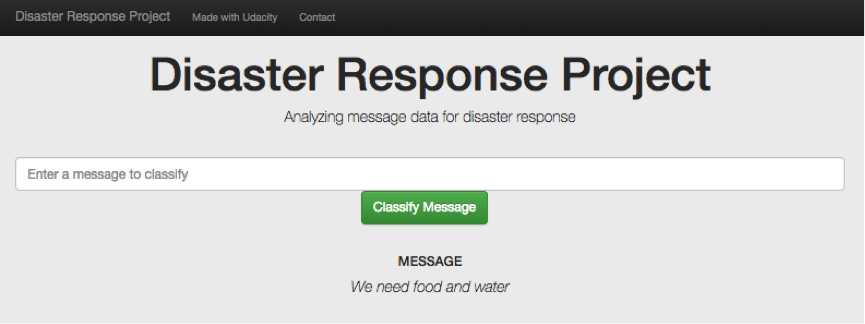 Disaster Response Project Made with Udacity Contact
Disaster Response Project
Analyzing message data for disaster response
Enter a message to classify
Classify Message
MESSAGE
We need food and water